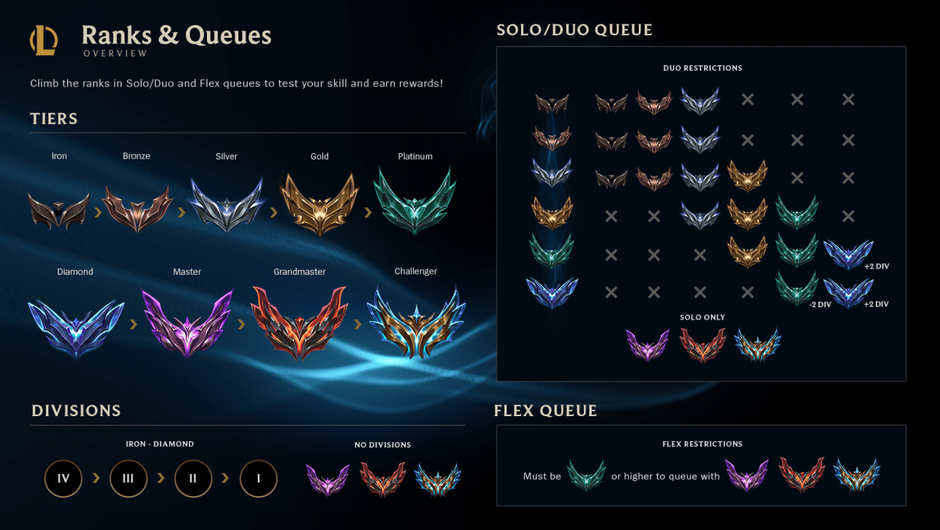 Ranks & Queues
OVERVIEW
Climb the ranks in Solo/Duo and Flex queues to test your skill and earn rewards!
TIERS
Iron
Bronze
Silver
Gold
Platinum
Diamond
Master
Grandmaster
Challenger
DIVISIONS
IRON - DIAMOND
IV
III
II
I
NO DIVISIONS
SOLO/DUO QUEUE
DUO RESTRICTIONS
+2 DIV
-2 DIV
+2 DIV
SOLO ONLY
FLEX QUEUE
FLEX RESTRICTIONS
Must be or higher to queue with